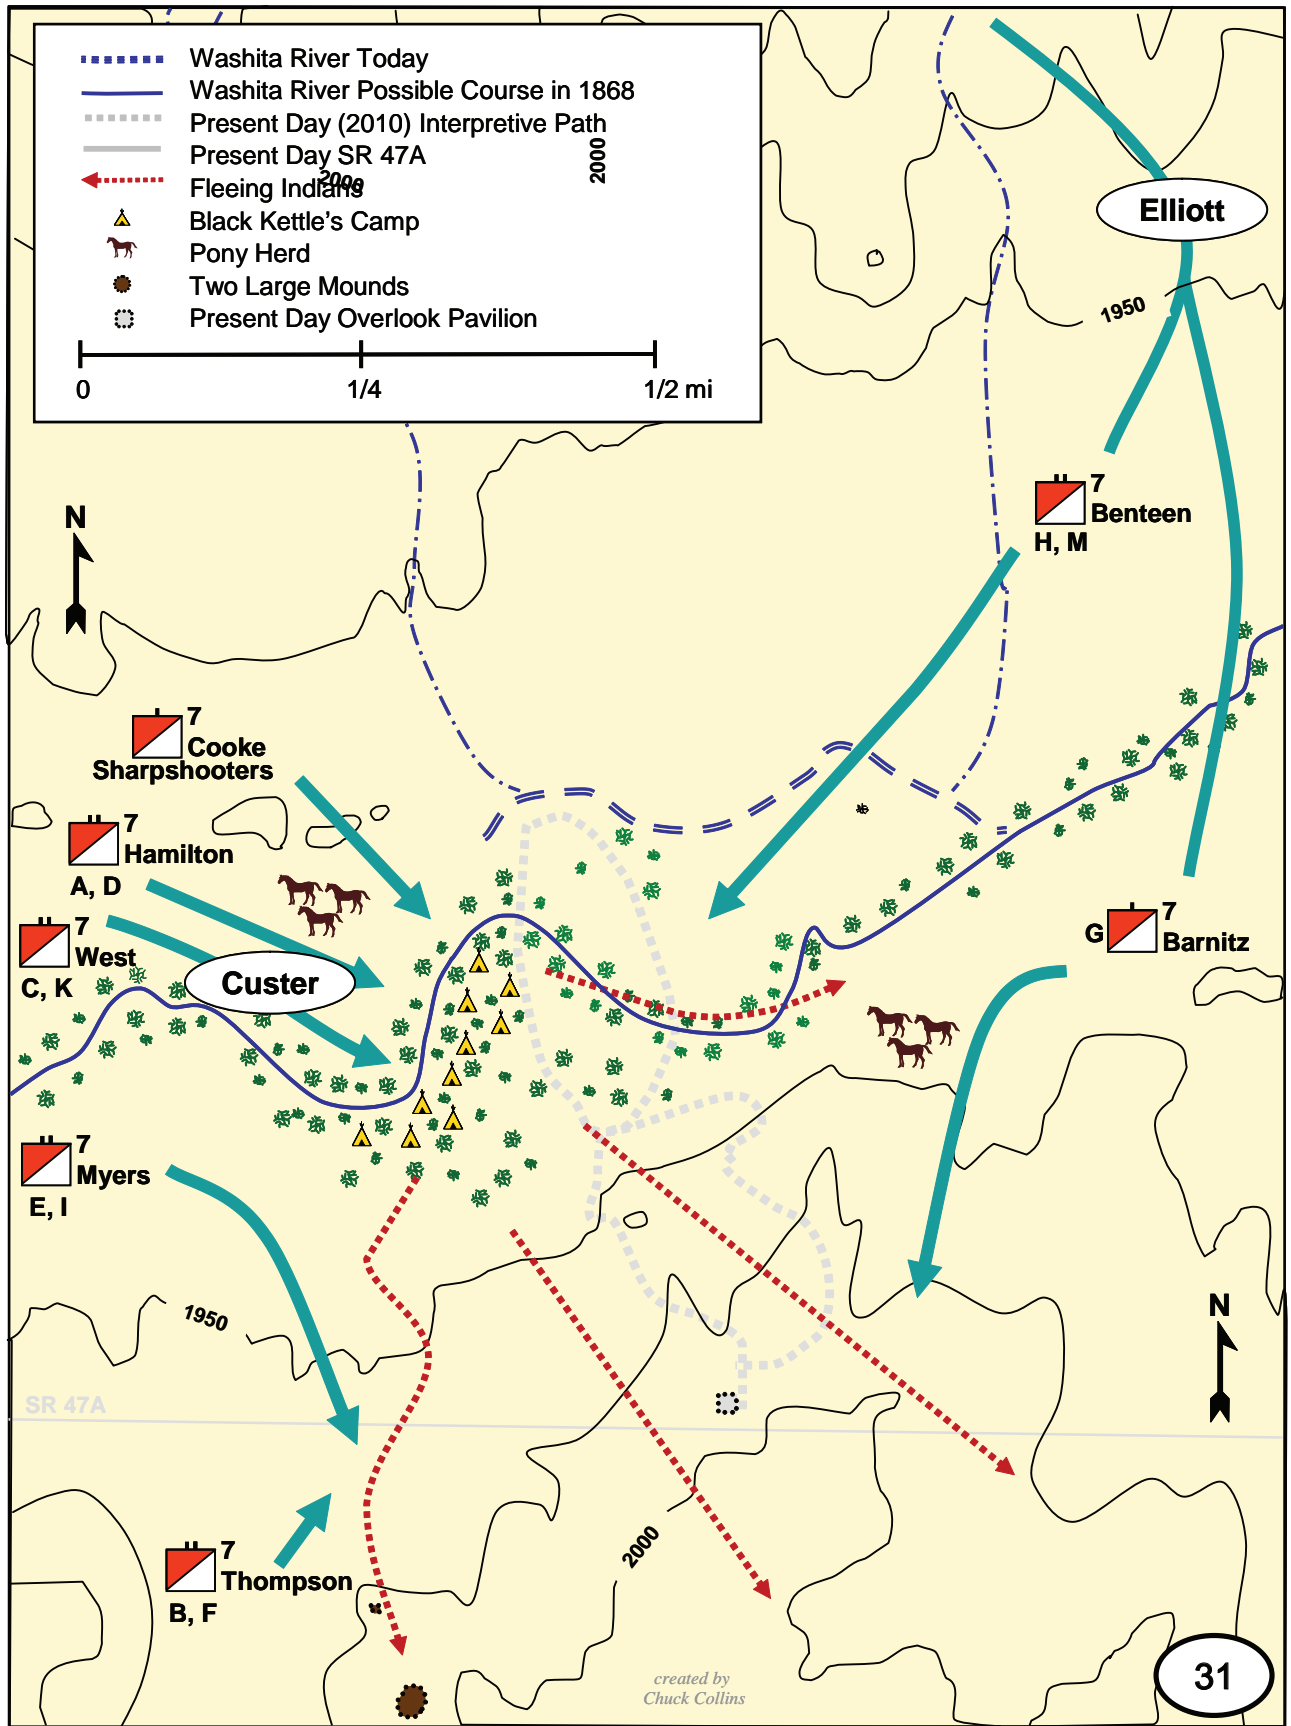 Washita River Today
Washita River Possible Course in 1868
Present Day (2010) Interpretive Path
Present Day SR 47A
2000
2000
Fleeing Indians
Black Kettle's Camp
Pony Herd
Two Large Mounds
Present Day Overlook Pavilion
0 1/4 1/2 mi
Elliott
1950
7
Benteen
H, M
N
7
Cooke
Sharpshooters
7
Hamilton
A, D
7
West
C, K
Custer
7
G Barnitz
7
Myers
E, I
1950
N
SR 47A
2000
7
Thompson
B, F
created by
Chuck Collins
31